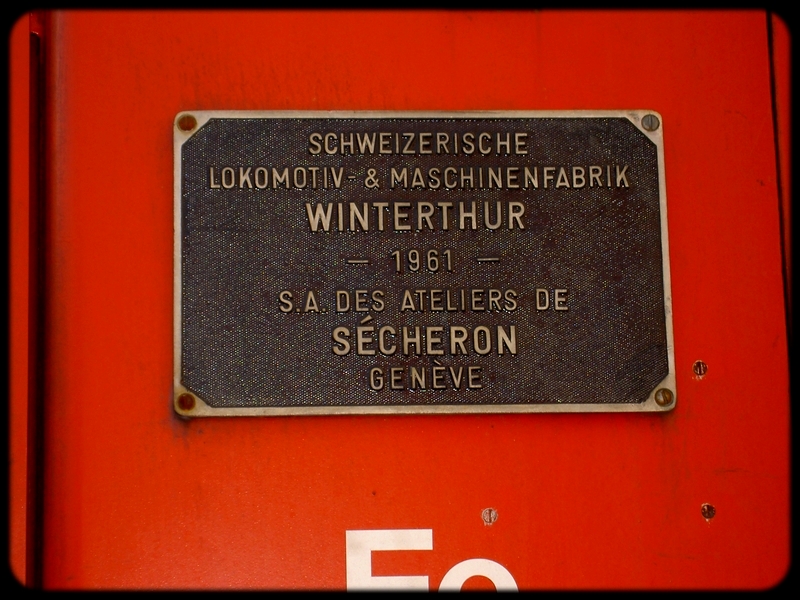 SCHWEIZERISCHE
LOKOMOTIV- & MASCHINENFABRIK
WINTERTHUR
— 1961 —
S.A. DES ATELIERS DE
SÉCHERON
GENÈVE